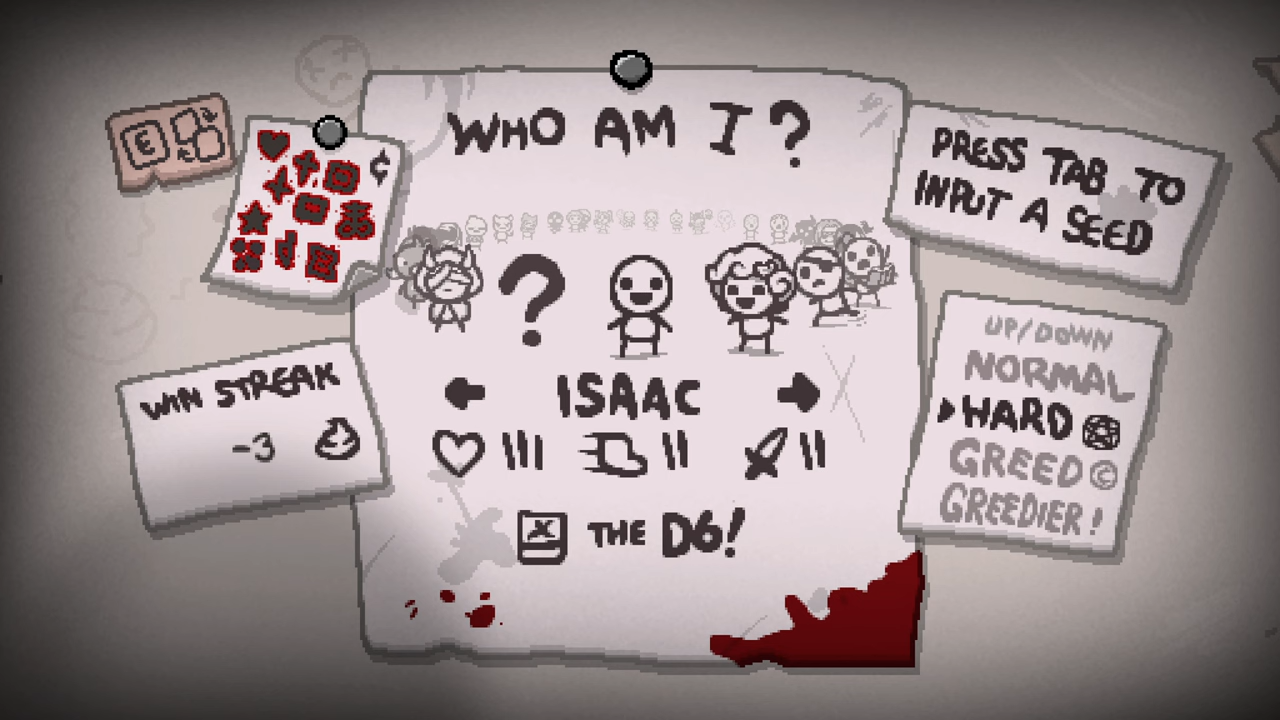 WHO AM I?
PRESS TAB TO
INPUT A SEED
WIN STREAK
-3
ISAAC
THE D6!
UP/DOWN
NORMAL
HARD
GREED
GREEDIER!